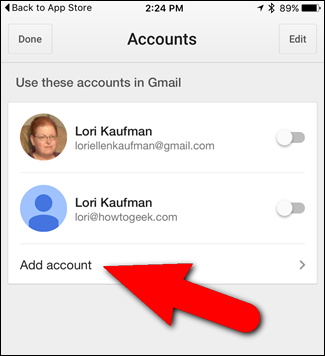 Back to App Store 2:24 PM 89%
Done Accounts Edit
Use these accounts in Gmail
Lori Kaufman
loriellenkaufman@gmail.com
Lori Kaufman
lori@howtogeek.com
Add account